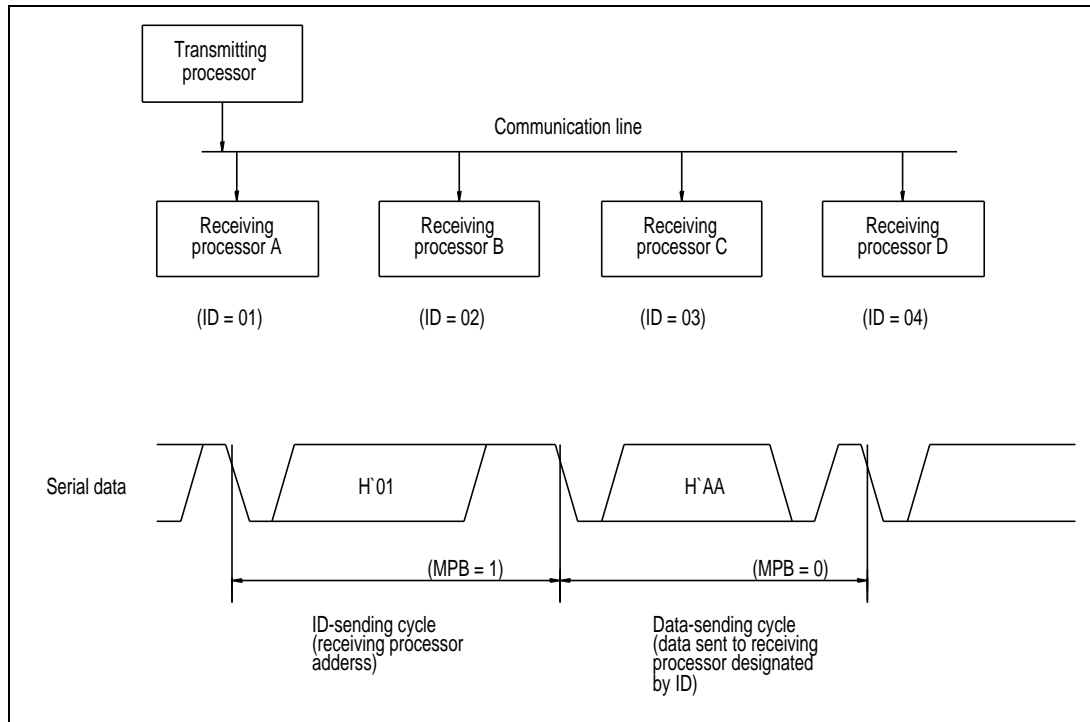 Transmitting
processor
Communication line
Receiving
processor A
Receiving
processor B
Receiving
processor C
Receiving
processor D
(ID = 01)
(ID = 02)
(ID = 03)
(ID = 04)
Serial data
H`01
H`AA
(MPB = 1)
(MPB = 0)
ID-sending cycle
(receiving processor
adderss)
Data-sending cycle
(data sent to receiving
processor designated
by ID)